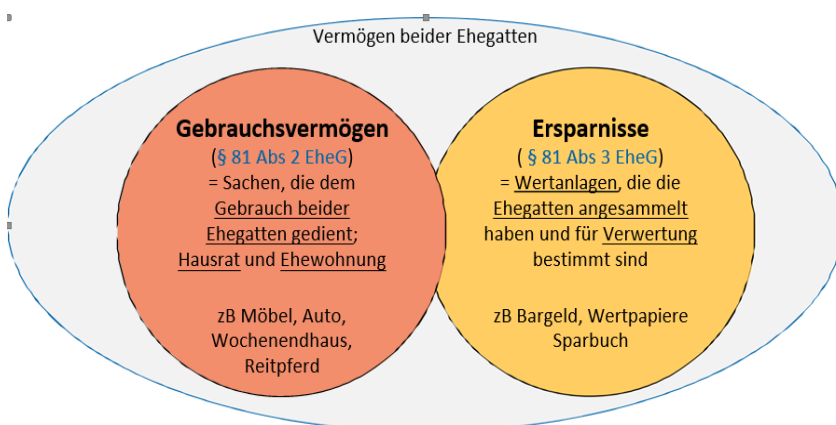 Vermögen beider Ehegatten
Gebrauchsvermögen
(§ 81 Abs 2 EheG)
= Sachen, die dem
Gebrauch beider
Ehegatten gedient;
Hausrat und Ehewohnung
zB Möbel, Auto,
Wochenendhaus,
Reitpferd
Ersparnisse
( § 81 Abs 3 EheG)
= Wertanlagen, die die
Ehegatten angesammelt
haben und für Verwertung
bestimmt sind
zB Bargeld, Wertpapiere
Sparbuch